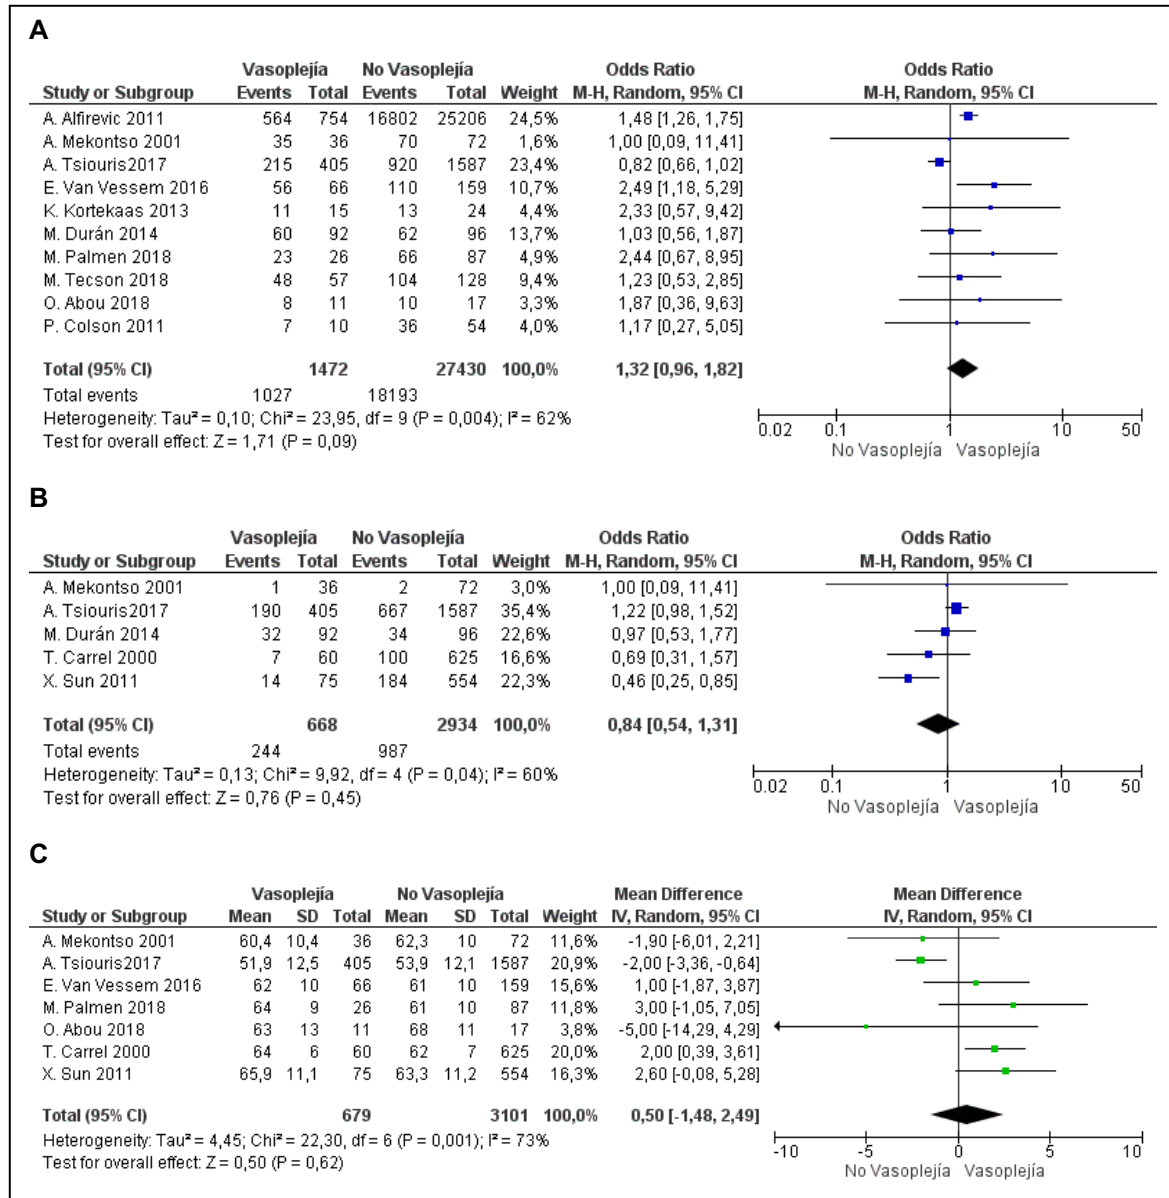 A
Vasoplejía No Vasoplejía Odds Ratio Odds Ratio
Study or Subgroup Events Total Events Total Weight M-H, Random, 95% CI M-H, Random, 95% CI
A. Alfirevic 2011 564 754 16802 25206 24,5% 1,48 [1,26, 1,75]
A. Mekontso 2001 35 36 70 72 1,6% 1,00 [0,09, 11,41]
A. Tsiouris2017 215 405 920 1587 23,4% 0,82 [0,66, 1,02]
E. Van Vessem 2016 56 66 110 159 10,7% 2,49 [1,18, 5,29]
K. Kortekaas 2013 11 15 13 24 4,4% 2,33 [0,57, 9,42]
M. Durán 2014 60 92 62 96 13,7% 1,03 [0,56, 1,87]
M. Palmen 2018 23 26 66 87 4,9% 2,44 [0,67, 8,95]
M. Tecson 2018 48 57 104 128 9,4% 1,23 [0,53, 2,85]
O. Abou 2018 8 11 10 17 3,3% 1,87 [0,36, 9,63]
P. Colson 2011 7 10 36 54 4,0% 1,17 [0,27, 5,05]
Total (95% CI) 1472 27430 100,0% 1,32 [0,96, 1,82]
Total events 1027 18193
Heterogeneity: Tau² = 0,10; Chi² = 23,95, df = 9 (P = 0,004); I² = 62%
Test for overall effect: Z = 1,71 (P = 0,09)
0.02 0.1 1 10 50
No Vasoplejía Vasoplejía
B
Vasoplejía No Vasoplejía Odds Ratio Odds Ratio
Study or Subgroup Events Total Events Total Weight M-H, Random, 95% CI M-H, Random, 95% CI
A. Mekontso 2001 1 36 2 72 3,0% 1,00 [0,09, 11,41]
A. Tsiouris2017 190 405 667 1587 35,4% 1,22 [0,98, 1,52]
M. Durán 2014 32 92 34 96 22,6% 0,97 [0,53, 1,77]
T. Carrel 2000 7 60 100 625 16,6% 0,69 [0,31, 1,57]
X. Sun 2011 14 75 184 554 22,3% 0,46 [0,25, 0,85]
Total (95% CI) 668 2934 100,0% 0,84 [0,54, 1,31]
Total events 244 987
Heterogeneity: Tau² = 0,13; Chi² = 9,92, df = 4 (P = 0,04); I² = 60%
Test for overall effect: Z = 0,76 (P = 0,45)
0.02 0.1 1 10 50
No Vasoplejía Vasoplejía
C
Vasoplejía No Vasoplejía Mean Difference Mean Difference
Study or Subgroup Mean SD Total Mean SD Total Weight IV, Random, 95% CI IV, Random, 95% CI
A. Mekontso 2001 60,4 10,4 36 62,3 10 72 11,6% -1,90 [-6,01, 2,21]
A. Tsiouris2017 51,9 12,5 405 53,9 12,1 1587 20,9% -2,00 [-3,36, -0,64]
E. Van Vessem 2016 62 10 66 61 10 159 15,6% 1,00 [-1,87, 3,87]
M. Palmen 2018 64 9 26 61 10 87 11,8% 3,00 [-1,05, 7,05]
O. Abou 2018 63 13 11 68 11 17 3,8% -5,00 [-14,29, 4,29]
T. Carrel 2000 64 6 60 62 7 625 20,0% 2,00 [0,39, 3,61]
X. Sun 2011 65,9 11,1 75 63,3 11,2 554 16,3% 2,60 [-0,08, 5,28]
Total (95% CI) 679 3101 100,0% 0,50 [-1,48, 2,49]
Heterogeneity: Tau² = 4,45; Chi² = 22,30, df = 6 (P = 0,001); I² = 73%
Test for overall effect: Z = 0,50 (P = 0,62)
-10 -5 0 5 10
No Vasoplejía Vasoplejía